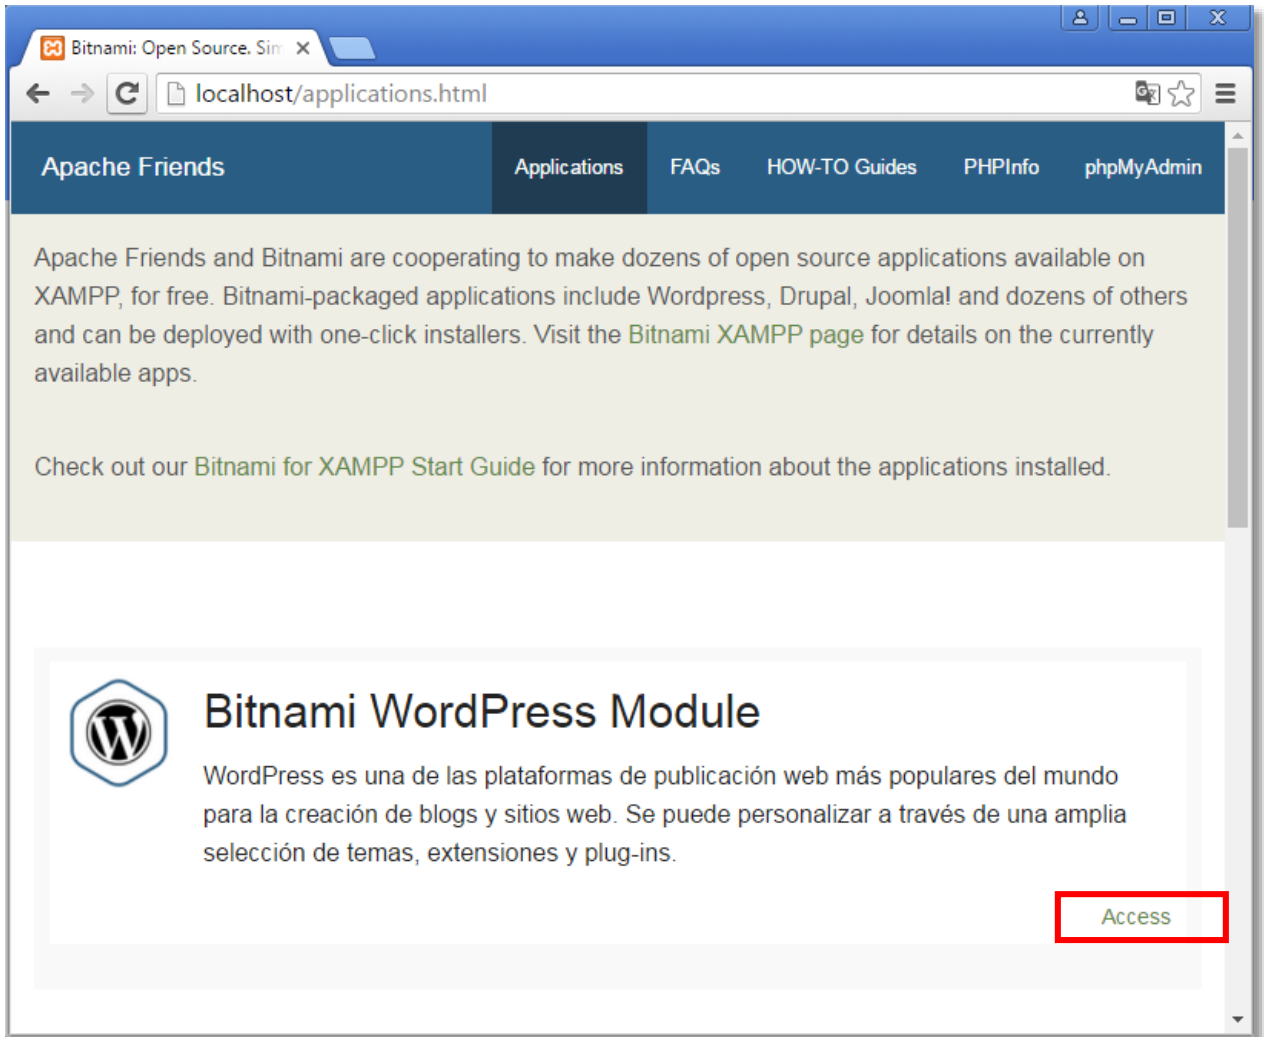 Bitnami: Open Source. Sim
localhost/applications.html
Apache Friends
Applications
FAQs
HOW-TO Guides
PHPInfo
phpMyAdmin
Apache Friends and Bitnami are cooperating to make dozens of open source applications available on
XAMPP, for free. Bitnami-packaged applications include Wordpress, Drupal, Joomla! and dozens of others
and can be deployed with one-click installers. Visit the Bitnami XAMPP page for details on the currently
available apps.
Check out our Bitnami for XAMPP Start Guide for more information about the applications installed.
Bitnami WordPress Module
WordPress es una de las plataformas de publicación web más populares del mundo
para la creación de blogs y sitios web. Se puede personalizar a través de una amplia
selección de temas, extensiones y plug-ins.
Access